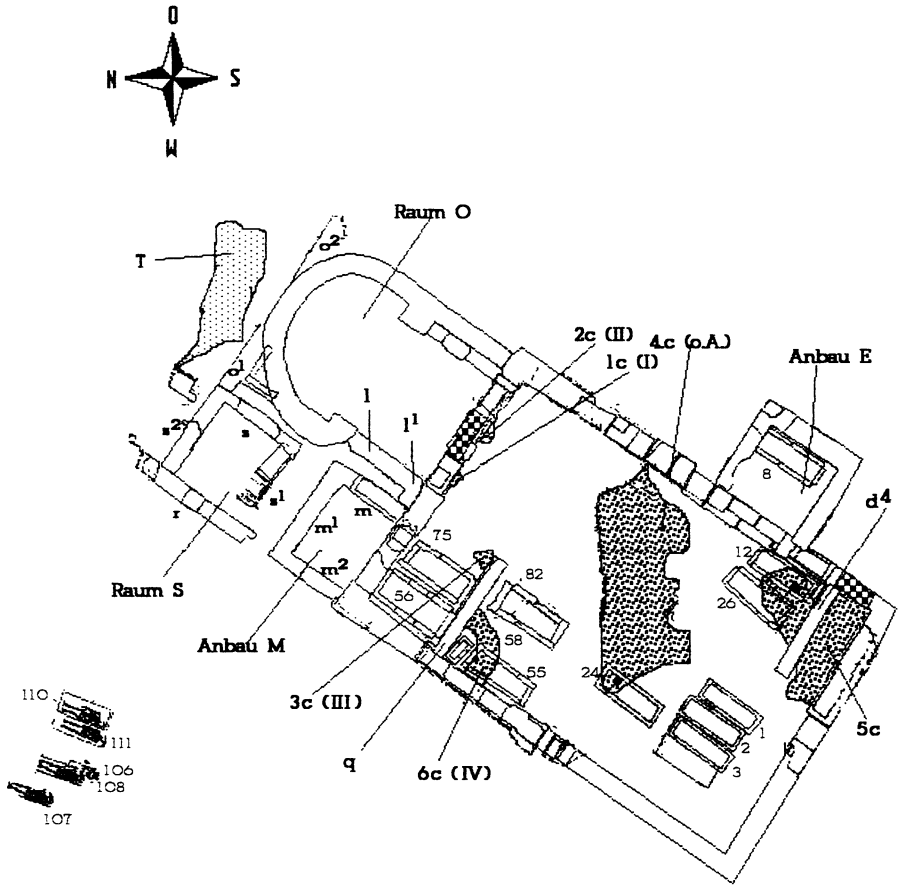 O
N S
W
Raum O
o²
T
2c (II)
1c (I)
4.c (o.A.)
Anbau E
o¹
l
l¹
s²
s
8
s¹
d⁴
r
m
m¹
75
12
m²
82
Raum S
56
26
Anbau M
58
55
24
110
3c (III)
1
111
2
5c
q
3
106
6c (IV)
108
107